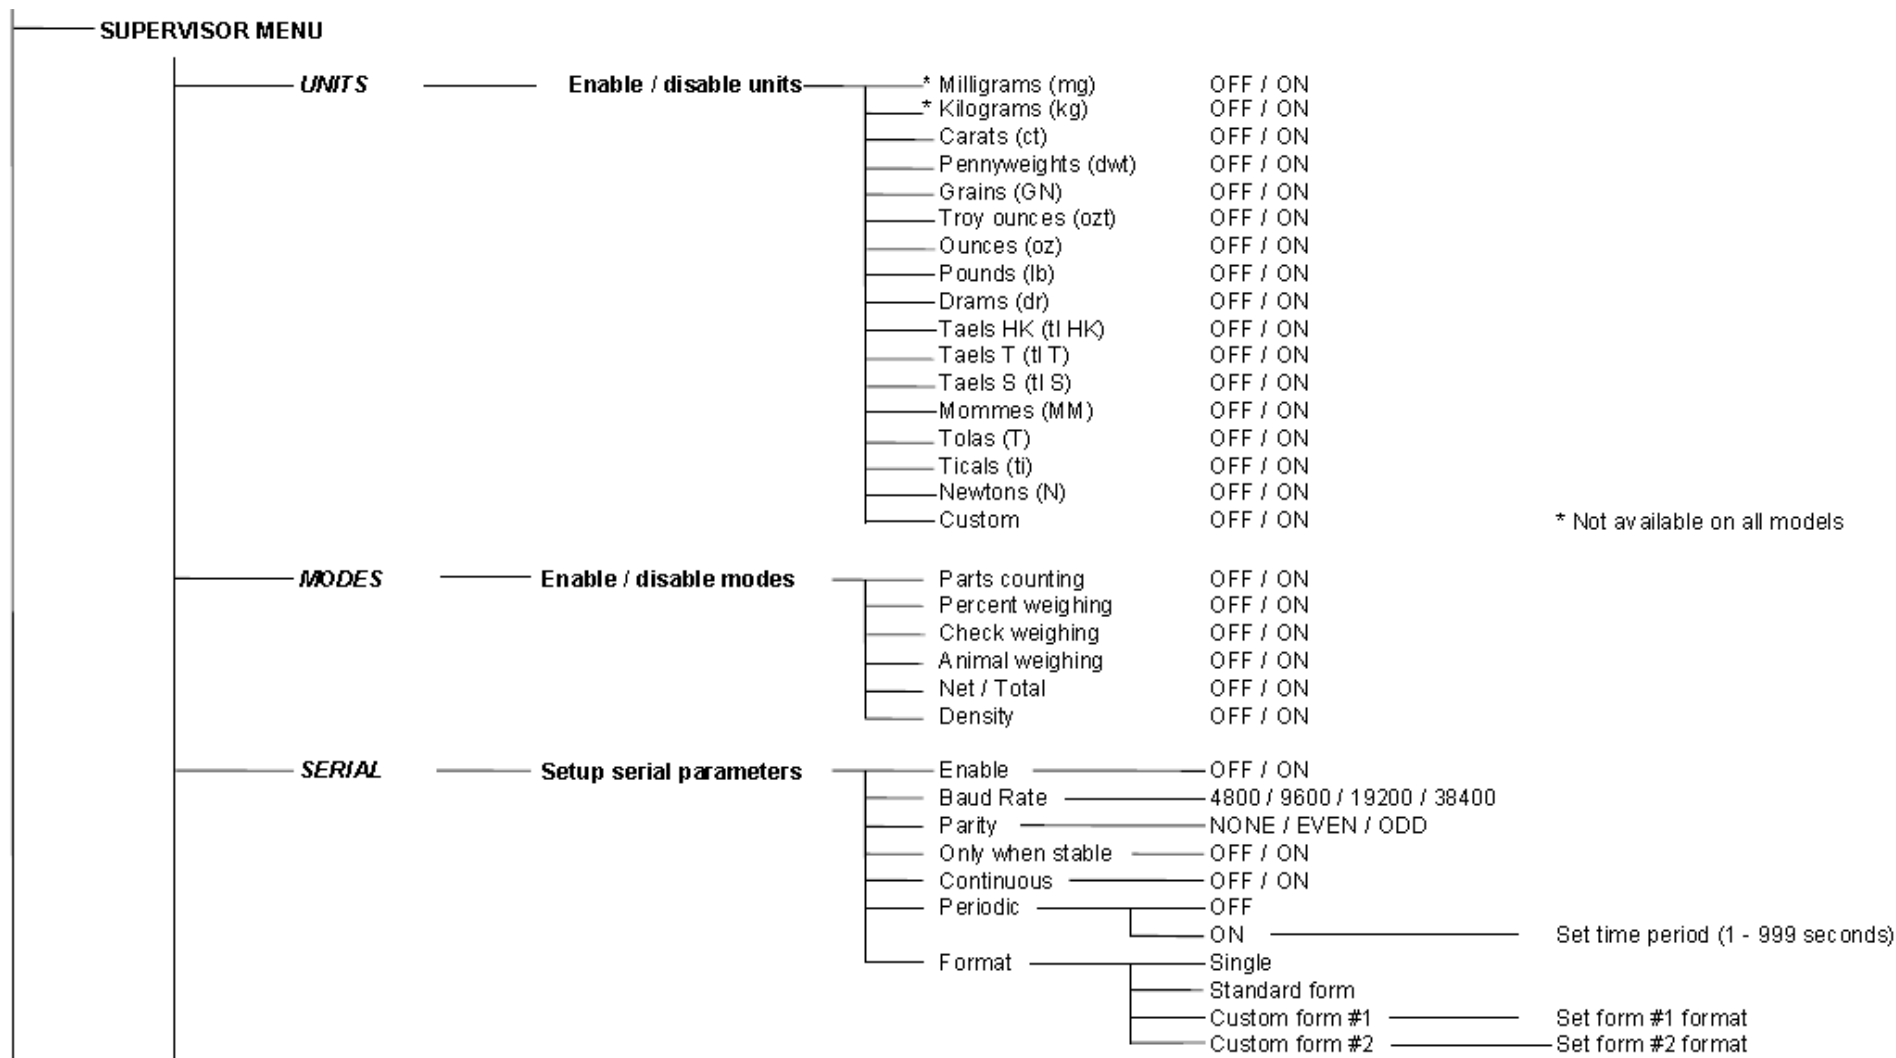 SUPERVISOR MENU
UNITS Enable / disable units * Milligrams (mg) OFF / ON
* Kilograms (kg) OFF / ON
Carats (ct) OFF / ON
Pennyweights (dwt) OFF / ON
Grains (GN) OFF / ON
Troy ounces (ozt) OFF / ON
Ounces (oz) OFF / ON
Pounds (lb) OFF / ON
Drams (dr) OFF / ON
Taels HK (tl HK) OFF / ON
Taels T (tl T) OFF / ON
Taels S (tl S) OFF / ON
Mommes (MM) OFF / ON
Tolas (T) OFF / ON
Ticals (ti) OFF / ON
Newtons (N) OFF / ON
Custom OFF / ON * Not available on all models
MODES Enable / disable modes Parts counting OFF / ON
Percent weighing OFF / ON
Check weighing OFF / ON
Animal weighing OFF / ON
Net / Total OFF / ON
Density OFF / ON
SERIAL Setup serial parameters Enable OFF / ON
Baud Rate 4800 / 9600 / 19200 / 38400
Parity NONE / EVEN / ODD
Only when stable OFF / ON
Continuous OFF / ON
Periodic OFF
ON Set time period (1 - 999 seconds)
Format Single
Standard form
Custom form #1 Set form #1 format
Custom form #2 Set form #2 format